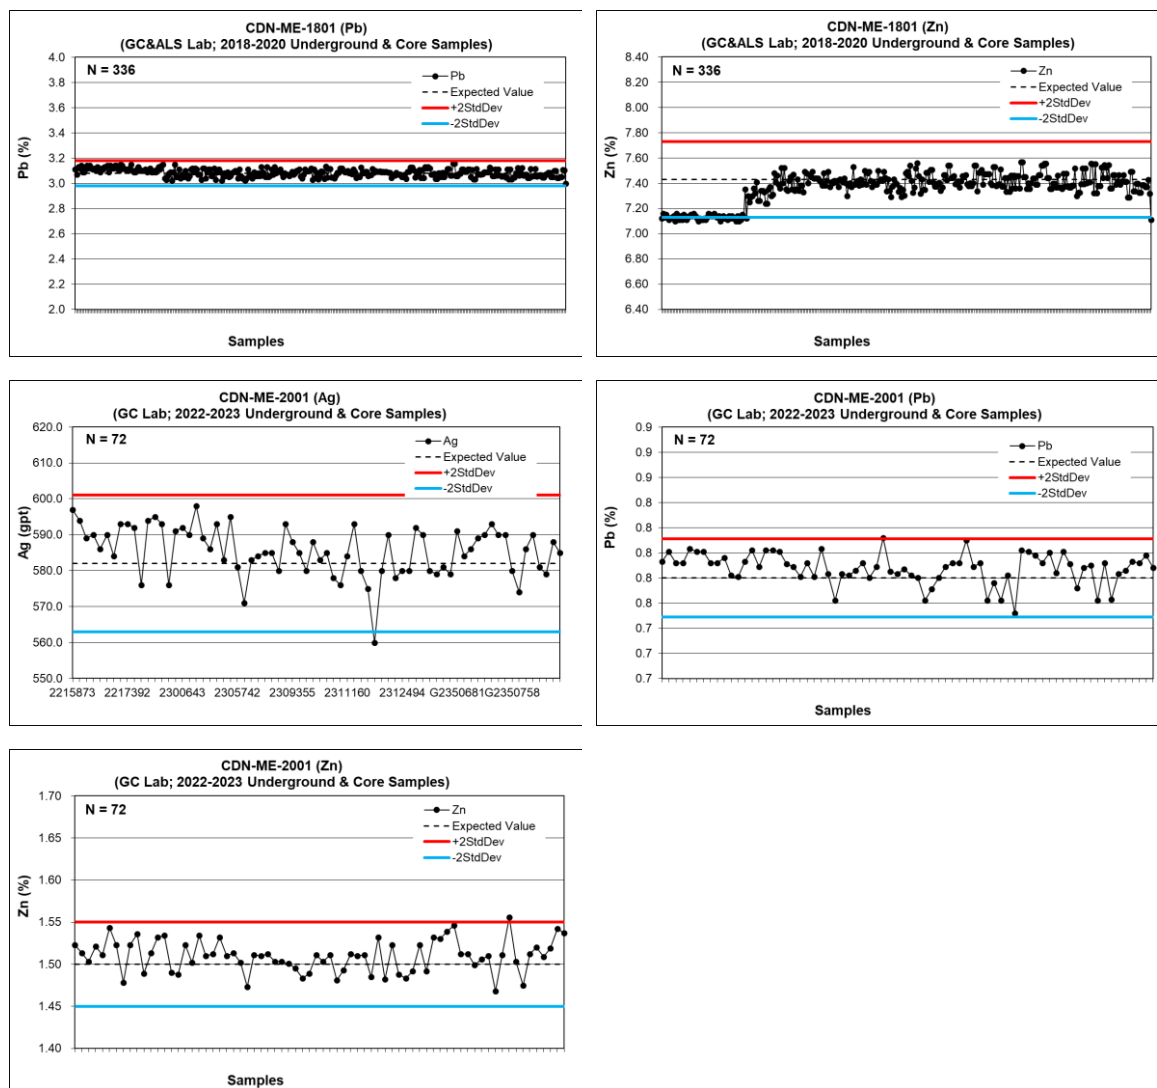 CDN-ME-1801 (Pb)
(GC&ALS Lab; 2018-2020 Underground & Core Samples)
N = 336
Pb
Expected Value
+2StdDev
-2StdDev
4.0
3.8
3.6
3.4
3.2
3.0
2.8
2.6
2.4
2.2
2.0
Pb (%)
Samples
CDN-ME-1801 (Zn)
(GC&ALS Lab; 2018-2020 Underground & Core Samples)
N = 336
Zn
Expected Value
+2StdDev
-2StdDev
8.40
8.20
8.00
7.80
7.60
7.40
7.20
7.00
6.80
6.60
6.40
Zn (%)
Samples
CDN-ME-2001 (Ag)
(GC Lab; 2022-2023 Underground & Core Samples)
N = 72
Ag
Expected Value
+2StdDev
-2StdDev
620.0
610.0
600.0
590.0
580.0
570.0
560.0
550.0
Ag (gpt)
2215873 2217392 2300643 2305742 2309355 2311160 2312494 G2350681G2350758
CDN-ME-2001 (Pb)
(GC Lab; 2022-2023 Underground & Core Samples)
N = 72
Pb
Expected Value
+2StdDev
-2StdDev
0.9
0.9
0.9
0.8
0.8
0.8
0.8
0.8
0.7
0.7
0.7
Pb (%)
Samples
CDN-ME-2001 (Zn)
(GC Lab; 2022-2023 Underground & Core Samples)
N = 72
Zn
Expected Value
+2StdDev
-2StdDev
1.70
1.65
1.60
1.55
1.50
1.45
1.40
Zn (%)
Samples